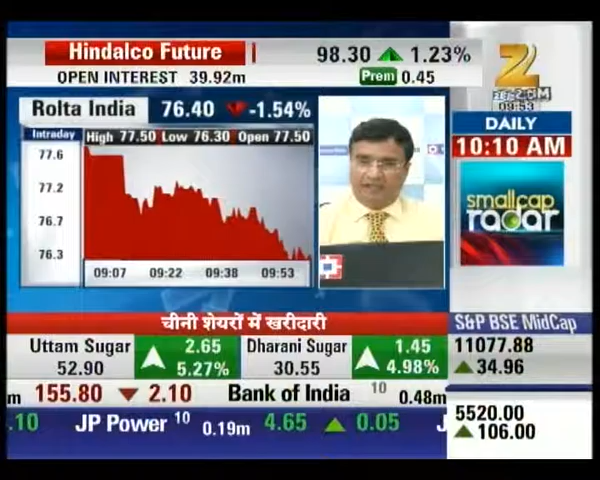 Hindalco Future
98.30 1.23%
OPEN INTEREST 39.92m
Prem 0.45
Z
09:53
Rolta India 76.40 -1.54%
Intraday High 77.50 Low 76.30 Open 77.50
77.6
77.2
76.7
76.3
09:07 09:22 09:38 09:53
DAILY
10:10 AM
smallcap
radar
चीनी शेयरों में खरीदारी
Uttam Sugar 2.65
52.90 5.27%
Dharani Sugar 1.45
30.55 4.98%
S&P BSE MidCap
11077.88
34.96
m 155.80 2.10 Bank of India 10 0.48m
.10 JP Power 10 0.19m 4.65 0.05
5520.00
106.00